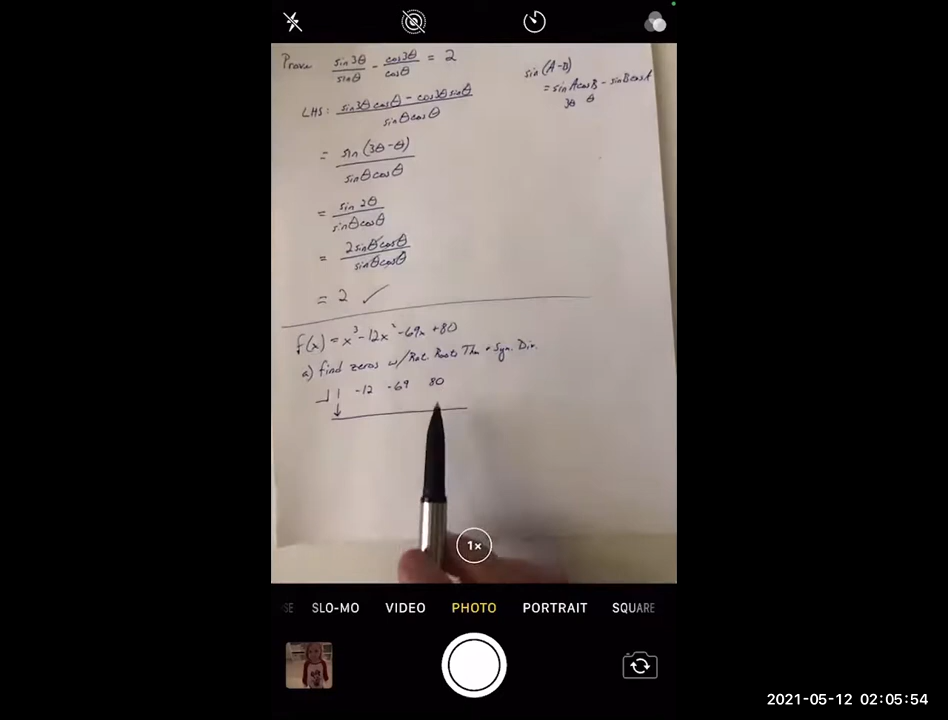 Prove sin3θ/sinθ - cos3θ/cosθ = 2
sin(A-B)
= sinAcosB - sinBcosA
3θ θ
LHS: sin3θcosθ - cos3θsinθ / sinθcosθ
= sin(3θ-θ) / sinθcosθ
= sin2θ / sinθcosθ
= 2sinθcosθ / sinθcosθ
= 2 ✓
f(x) = x³-12x²-69x+80
a) find zeros w/Rat. Roots Thm + Syn. Div.
1 -12 -69 80
1×
SLO-MO VIDEO PHOTO PORTRAIT SQUARE
2021-05-12 02:05:54